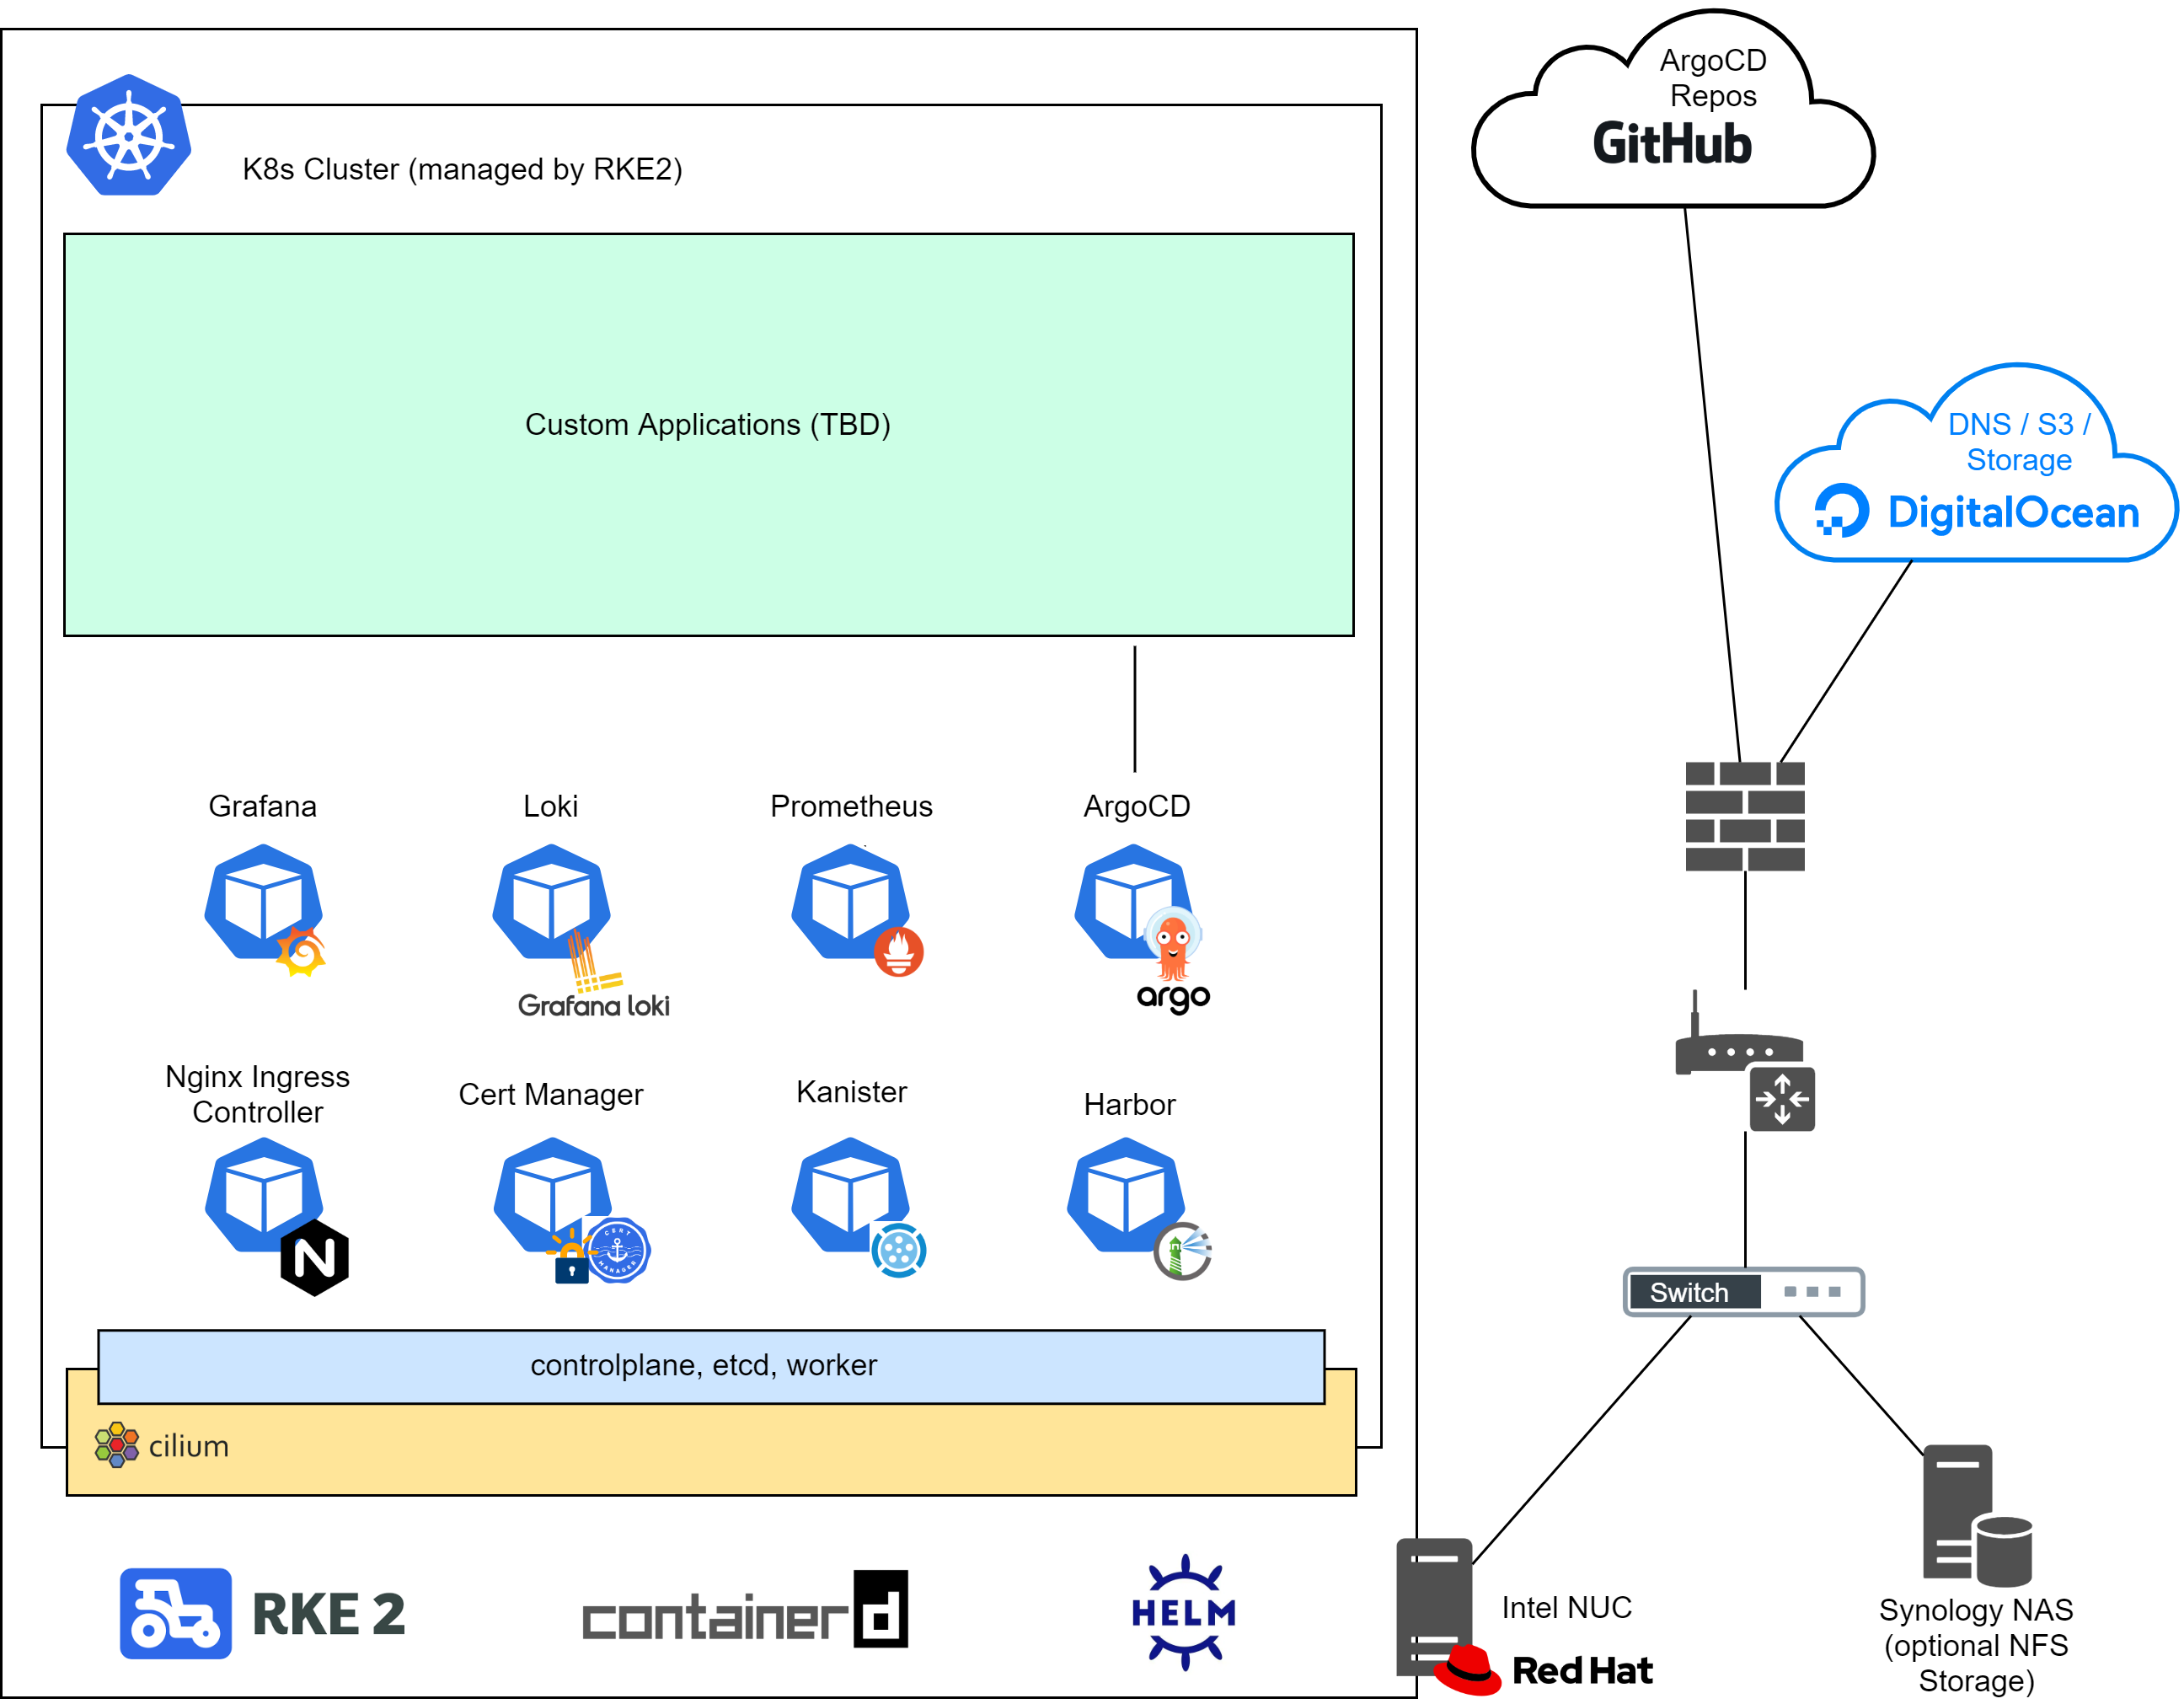 K8s Cluster (managed by RKE2)
Custom Applications (TBD)
Grafana
Loki
Prometheus
ArgoCD
Grafana loki
argo
Nginx Ingress
Controller
Cert Manager
Kanister
Harbor
N
CERT
MANAGER
controlplane, etcd, worker
cilium
RKE 2
containerd
HELM
ArgoCD
Repos
GitHub
DNS / S3 /
Storage
DigitalOcean
Switch
Intel NUC
Red Hat
Synology NAS
(optional NFS
Storage)